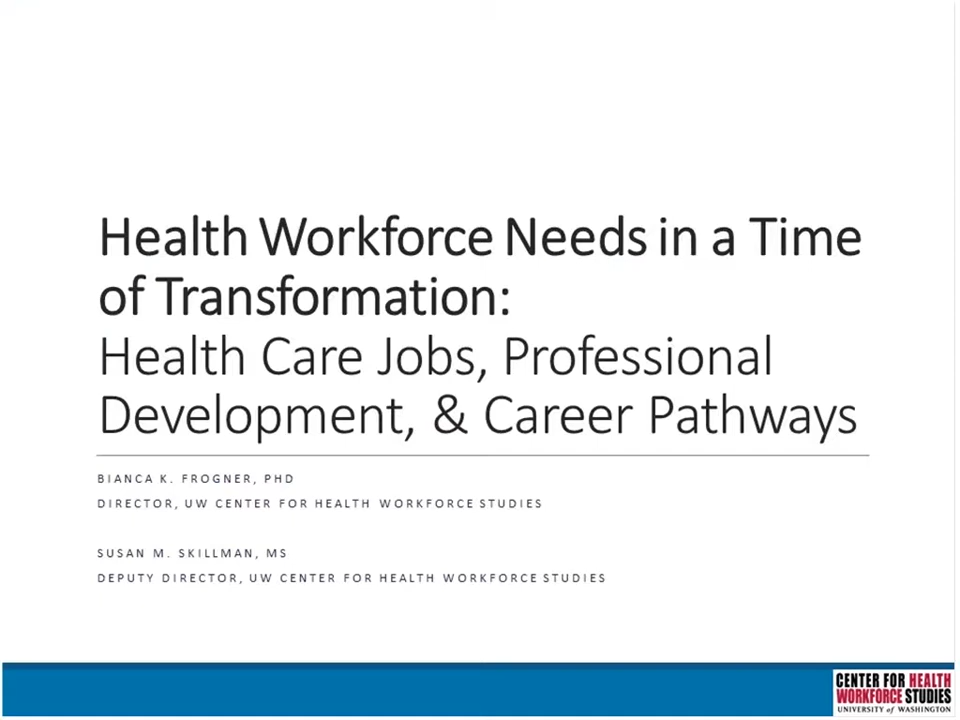 Health Workforce Needs in a Time
of Transformation:
Health Care Jobs, Professional
Development, & Career Pathways
BIANCA K. FROGNER, PHD
DIRECTOR, UW CENTER FOR HEALTH WORKFORCE STUDIES
SUSAN M. SKILLMAN, MS
DEPUTY DIRECTOR, UW CENTER FOR HEALTH WORKFORCE STUDIES
CENTER FOR HEALTH
WORKFORCE STUDIES
UNIVERSITY of WASHINGTON